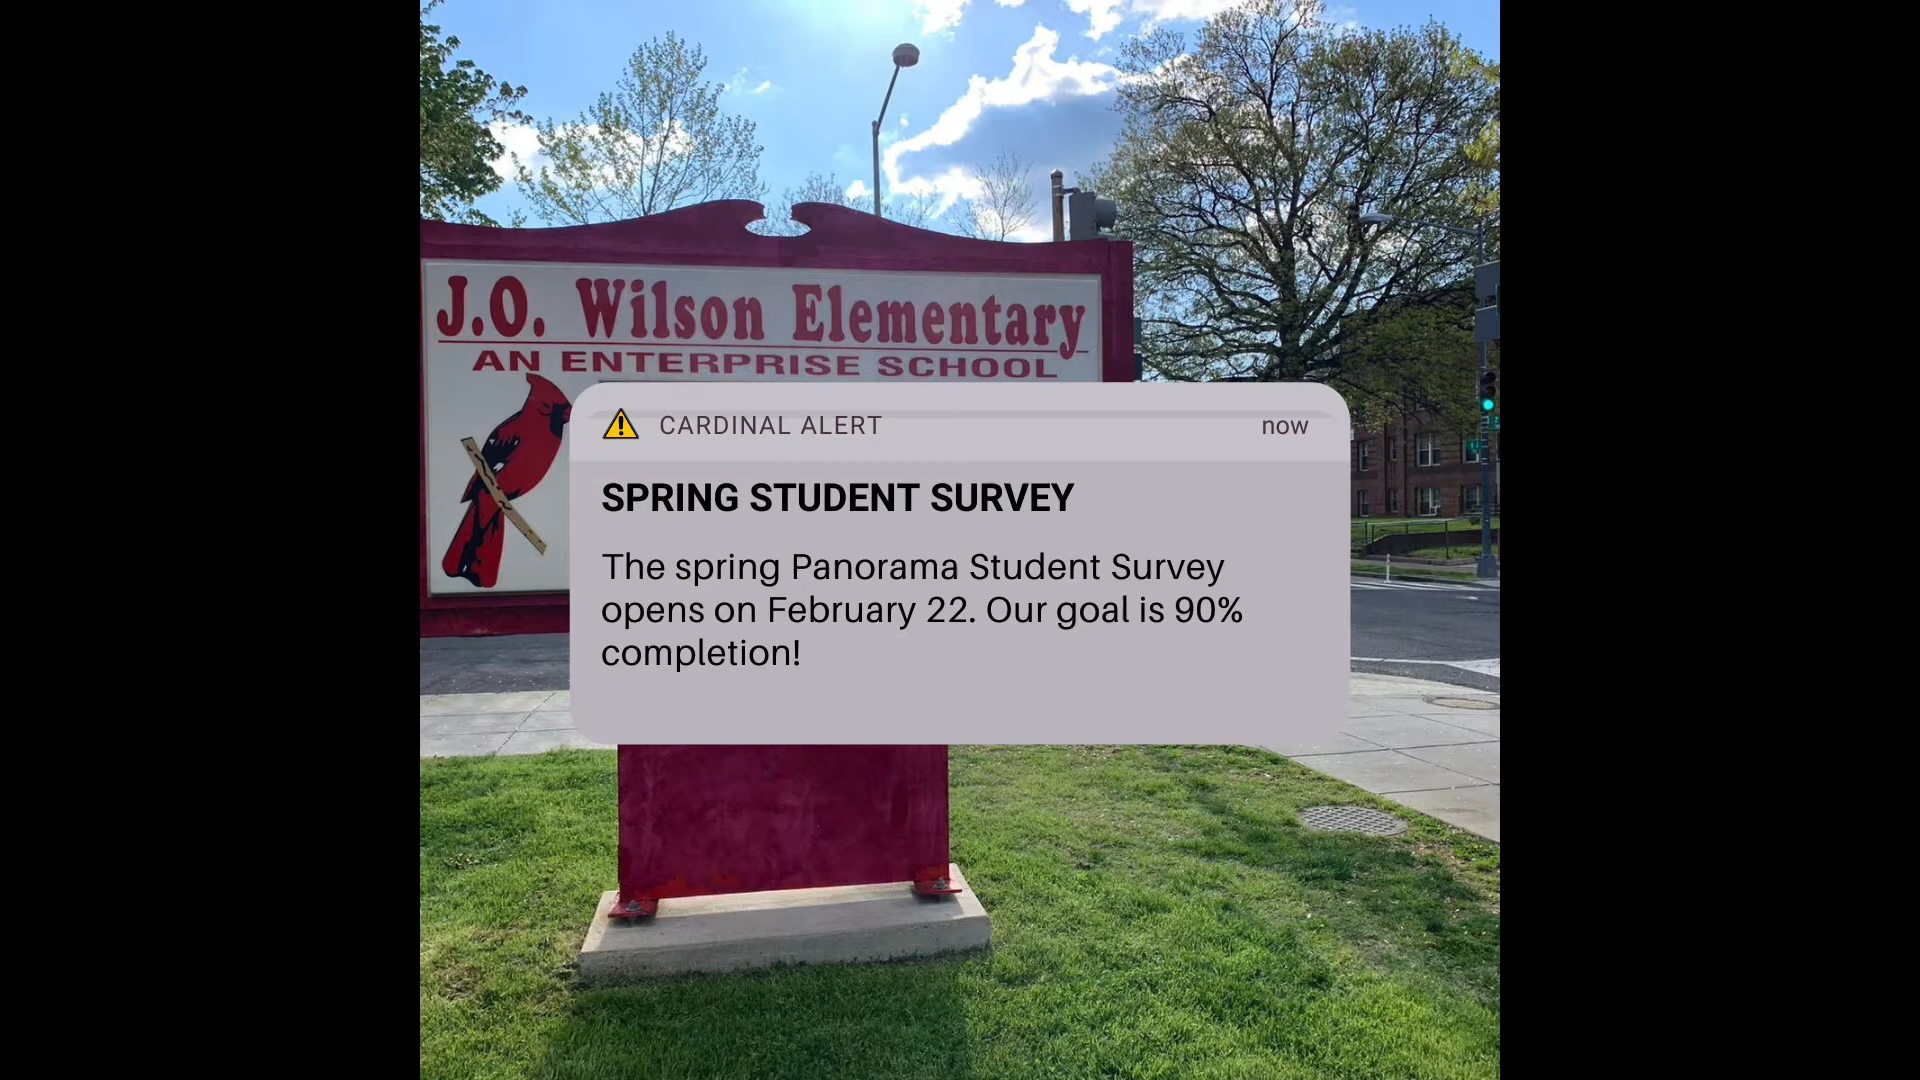 J.O. Wilson Elementary
AN ENTERPRISE SCHOOL
⚠ CARDINAL ALERT now
SPRING STUDENT SURVEY
The spring Panorama Student Survey
opens on February 22. Our goal is 90%
completion!